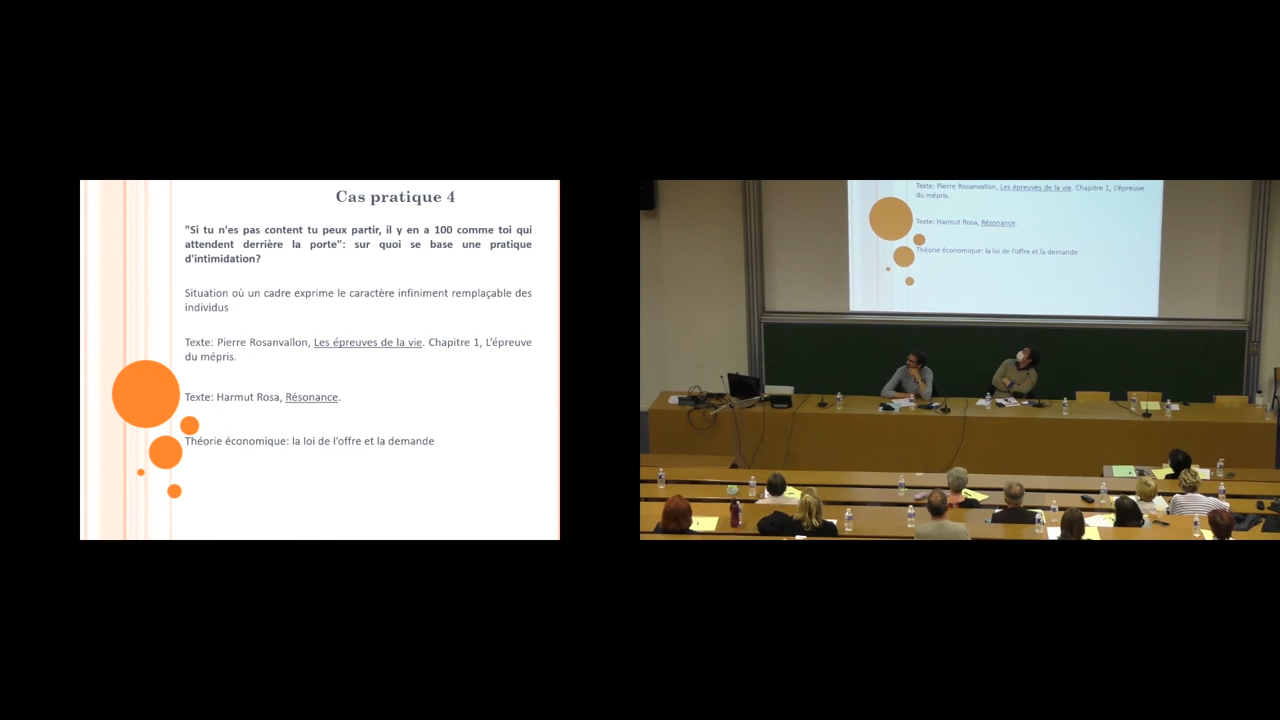 Cas pratique 4
"Si tu n'es pas content tu peux partir, il y en a 100 comme toi qui
attendent derrière la porte": sur quoi se base une pratique
d'intimidation?
Situation où un cadre exprime le caractère infiniment remplaçable des
individus
Texte: Pierre Rosanvallon, Les épreuves de la vie. Chapitre 1, L'épreuve
du mépris.
Texte: Harmut Rosa, Résonance.
Théorie économique: la loi de l'offre et la demande
Texte: Pierre Rosanvallon, Les épreuves de la vie. Chapitre 1, L'épreuve
du mépris.
Texte: Harmut Rosa, Résonance.
Théorie économique: la loi de l'offre et la demande